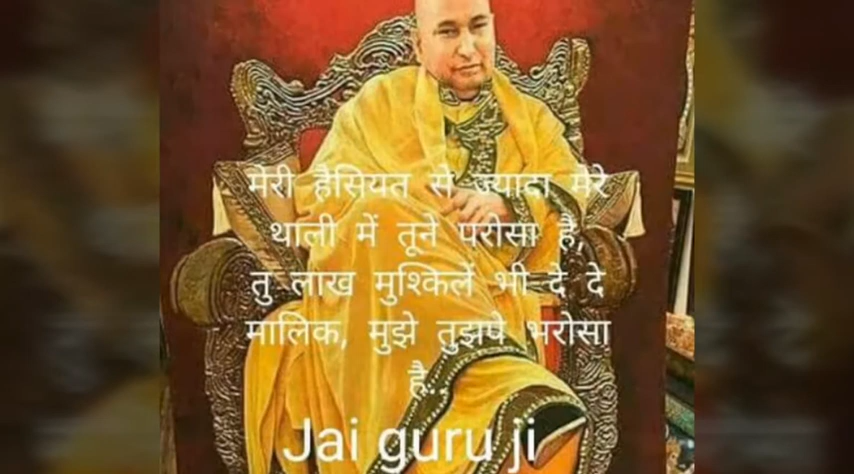 मेरी हैसियत से ज्यादा मेरे
थाली में तूने परोसा है,
तु लाख मुश्किलें भी दे दे
मालिक, मुझे तुझपे भरोसा
है..
Jai guru ji